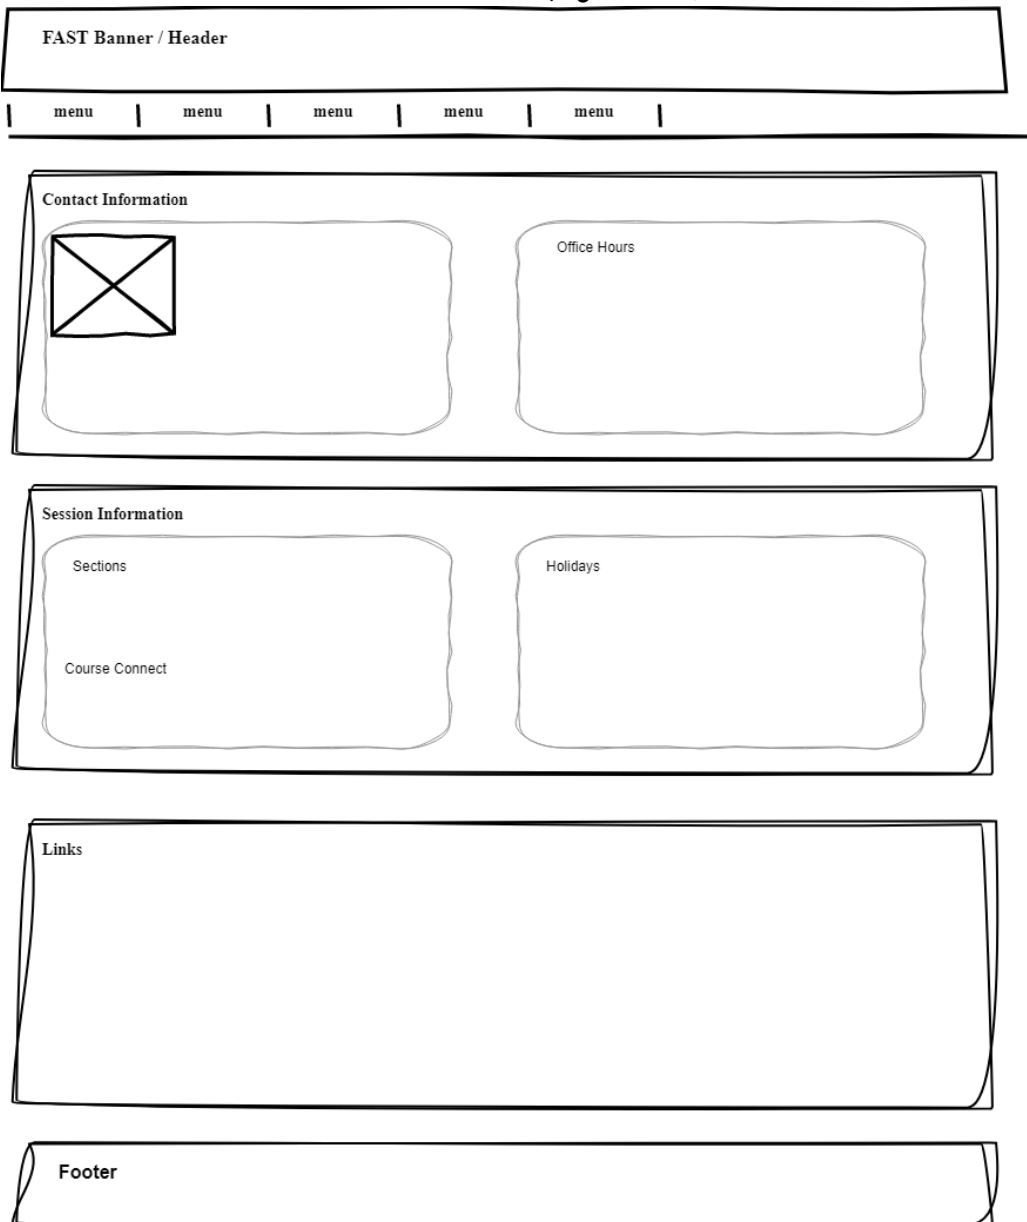 FAST Banner / Header
menu menu menu menu menu
Contact Information
Office Hours
Session Information
Sections
Holidays
Course Connect
Links
Footer